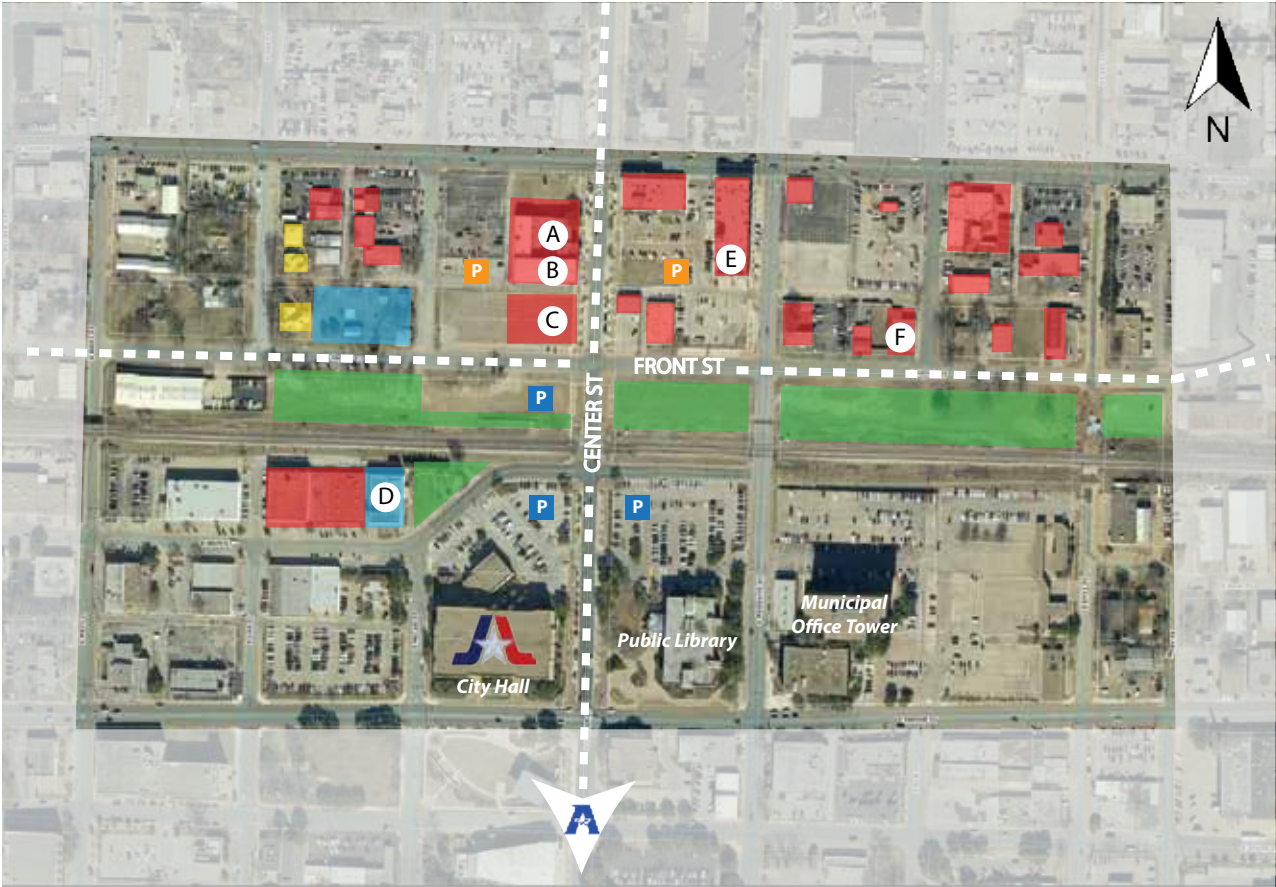 N
A
B
E
P
P
C
F
FRONT ST
P
CENTER ST
D
P
P
Municipal
Office Tower
Public Library
City Hall
A